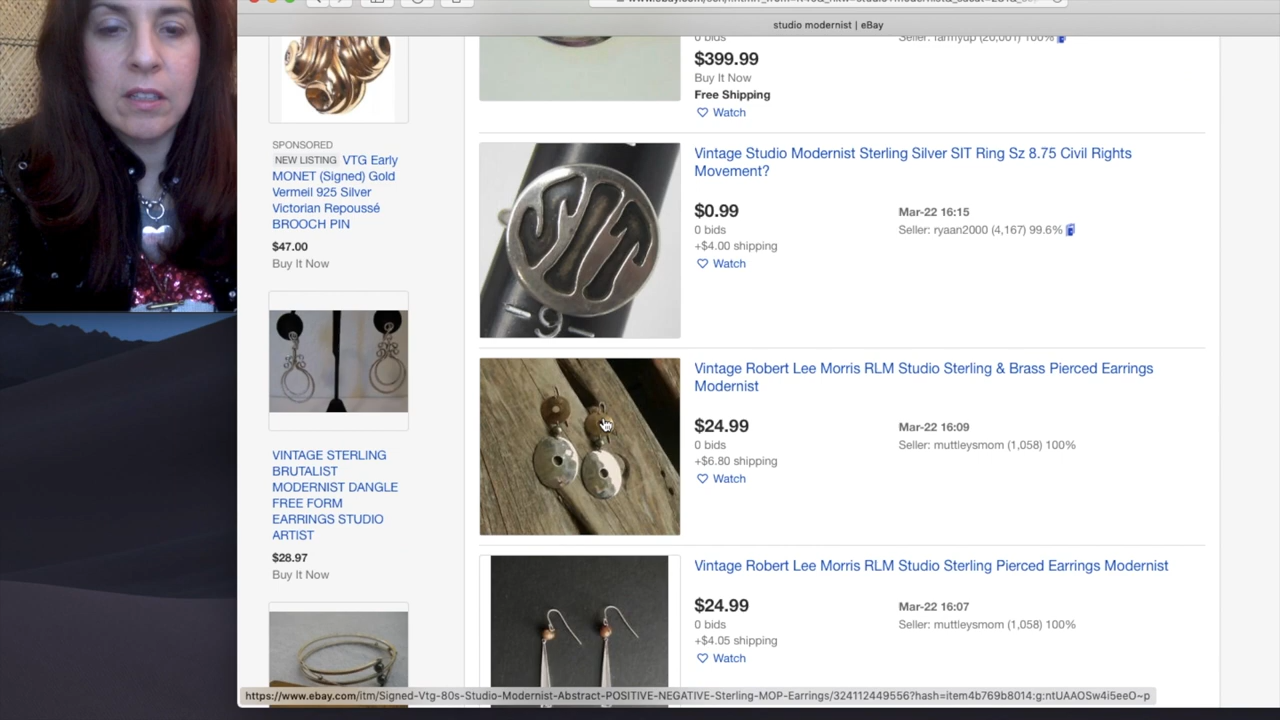 studio modernist | eBay
0 bids
$399.99
Buy It Now
Free Shipping
Watch
SPONSORED
NEW LISTING VTG Early
MONET (Signed) Gold
Vermeil 925 Silver
Victorian Repoussé
BROOCH PIN
$47.00
Buy It Now
VINTAGE STERLING
BRUTALIST
MODERNIST DANGLE
FREE FORM
EARRINGS STUDIO
ARTIST
$28.97
Buy It Now
Vintage Studio Modernist Sterling Silver SIT Ring Sz 8.75 Civil Rights
Movement?
$0.99
Mar-22 16:15
0 bids
Seller: ryaan2000 (4,167) 99.6%
+$4.00 shipping
Watch
9
Vintage Robert Lee Morris RLM Studio Sterling & Brass Pierced Earrings
Modernist
$24.99
Mar-22 16:09
0 bids
Seller: muttleysmom (1,058) 100%
+$6.80 shipping
Watch
Vintage Robert Lee Morris RLM Studio Sterling Pierced Earrings Modernist
$24.99
Mar-22 16:07
0 bids
Seller: muttleysmom (1,058) 100%
+$4.05 shipping
Watch
https://www.ebay.com/itm/Signed-Vtg-80s-Studio-Modernist-Abstract-POSITIVE-NEGATIVE-Sterling-MOP-Earrings/324112449556?hash=item4b769b8014:g:ntUAAOSw4i5eeO~p